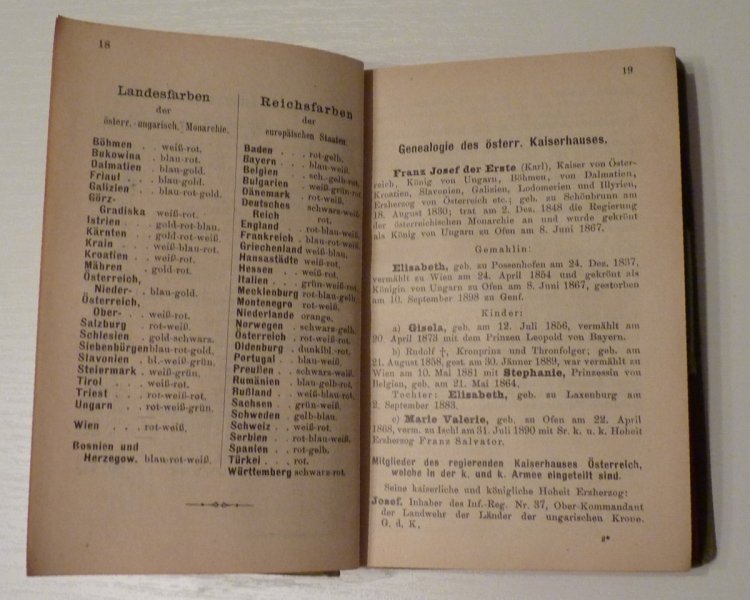 18
Landesfarben
der
österr.-ungarisch. Monarchie.
Böhmen . . weiß-rot.
Bukowina . blau-rot.
Dalmatien . blau-gold.
Friaul . . . blau-gold.
Galizien . blau-rot-gold.
Görz-
Gradiska weiß-rot.
Istrien . . . gold-rot-blau.
Kärnten . . gold-rot-weiß.
Krain . . . weiß-blau-rot.
Kroatien . . weiß-rot.
Mähren . . gold-rot.
Österreich,
Nieder- . blau-gold.
Österreich,
Ober- . . weiß-rot.
Salzburg . . rot-weiß.
Schlesien . gold-schwarz.
Siebenbürgen blau-rot-gold.
Slavonien . bl.-weiß-grün.
Steiermark . weiß-grün.
Tirol . . . . rot-weiß.
Triest . . . rot-weiß-rot.
Ungarn . . . rot-weiß-grün.
Wien . . . . rot-weiß.
Bosnien und
Herzegow. blau-rot-weiß.
Reichsfarben
der
europäischen Staaten.
Baden . . . rot-gelb.
Bayern . . . blau-weiß.
Belgien . . sch.-gelb-rot.
Bulgarien . weiß-grün-rot.
Dänemark . rot-weiß.
Deutsches schwarz-weiß-
Reich rot.
England . . rot-blau-weiß.
Frankreich . blau-rot-weiß.
Griechenland weiß-blau.
Hansastädte weiß-rot.
Hessen . . . weiß-rot.
Italien . . . grün-weiß-rot.
Mecklenburg rot-blau-gelb.
Montenegro rot-weiß.
Niederlande orange.
Norwegen . schwarz-gelb.
Österreich . rot-weiß-rot.
Oldenburg . dunkibl.-rot.
Portugal . . blau-weiß.
Preußen . . schwarz-weiß.
Rumänien . blau-gelb-rot.
Rußland . . weiß-blau-rot.
Sachsen . . grün-weiß.
Schweden . gelb-blau.
Schweiz . . weiß-rot.
Serbien . . rot-blau-weiß.
Spanien . . rot-gelb.
Türkei . . . rot.
Württemberg schwarz-rot.
19
Genealogie des österr. Kaiserhauses.
Franz Josef der Erste (Karl), Kaiser von Öster-
reich, König von Ungarn, Böhmen, von Dalmatien,
Kroatien, Slavonien, Galizien, Lodomerien und Illyrien,
Erzherzog von Österreich etc.; geb. zu Schönbrunn am
18. August 1830; trat am 2. Dez. 1848 die Regierung
der österreichischen Monarchie an und wurde gekrönt
als König von Ungarn zu Ofen am 8. Juni 1867.
Gemahlin:
Elisabeth, geb. zu Possenhofen am 24. Dez. 1837,
vermählt zu Wien am 24. April 1854 und gekrönt als
Königin von Ungarn zu Ofen am 8. Juni 1867, gestorben
am 10. September 1898 zu Genf.
Kinder:
a) Gisela, geb. am 12. Juli 1856, vermählt am
20. April 1873 mit dem Prinzen Leopold von Bayern.
b) Rudolf †, Kronprinz und Thronfolger; geb. am
21. August 1858, gest. am 30. Jänner 1889, war vermählt zu
Wien am 10. Mai 1881 mit Stephanie, Prinzessin von
Belgien, geb. am 21. Mai 1864.
Tochter: Elisabeth, geb. zu Laxenburg am
2. September 1883.
c) Marie Valerie, geb. zu Ofen am 22. April
1868, verm. zu Ischl am 31. Juli 1890 mit Sr. k. u. k. Hoheit
Erzherzog Franz Salvator.
Mitglieder des regierenden Kaiserhauses Österreich,
welche in der k. und k. Armee eingeteilt sind.
Seine kaiserliche und königliche Hoheit Erzherzog:
Josef, Inhaber des Inf.-Reg. Nr. 37, Ober-Kommandant
der Landwehr der Länder der ungarischen Krone.
G. d. K.